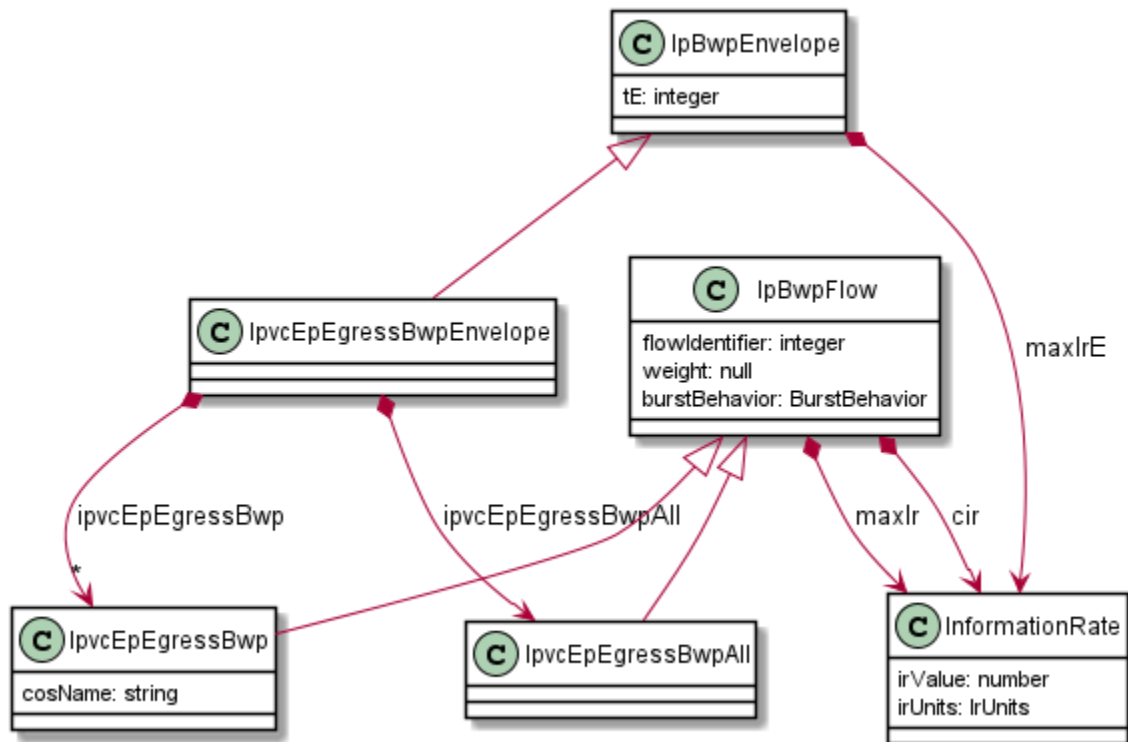 C IpBwpEnvelope
tE: integer
C IpBwpFlow
flowIdentifier: integer
weight: null
burstBehavior: BurstBehavior
C IpvcEpEgressBwpEnvelope
maxIrE
ipvcEpEgressBwp
ipvcEpEgressBwpAll
maxIr
cir
*
C IpvcEpEgressBwp
cosName: string
C IpvcEpEgressBwpAll
C InformationRate
irValue: number
irUnits: IrUnits